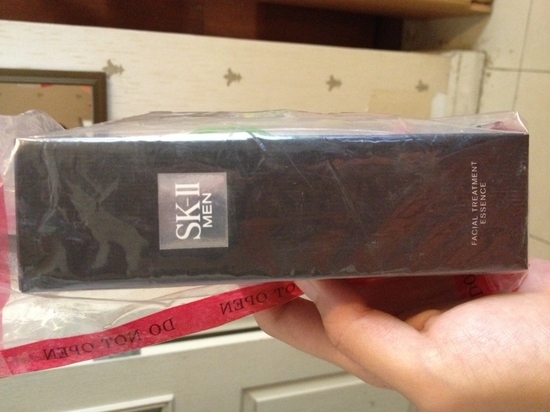 SK-II
MEN
FACIAL TREATMENT
ESSENCE
DO NOT OPEN
DO NOT OPEN